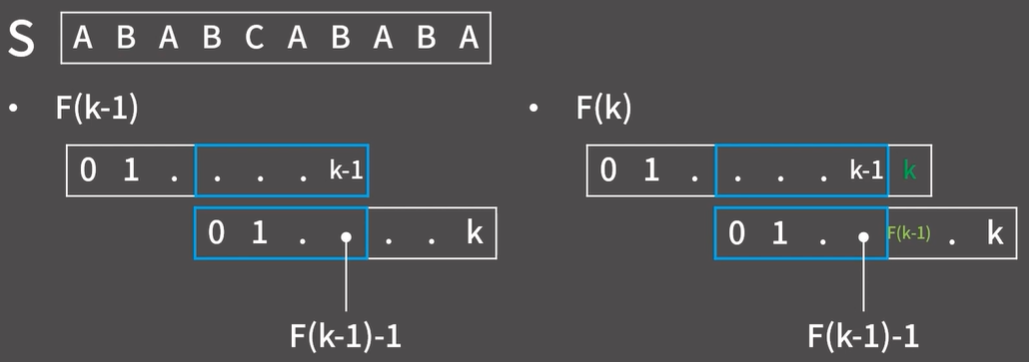 S A B A B C A B A B A
• F(k-1)
0 1 . . . . k-1
0 1 . . . . k
F(k-1)-1
• F(k)
0 1 . . . . k-1 k
0 1 . . F(k-1) . k
F(k-1)-1